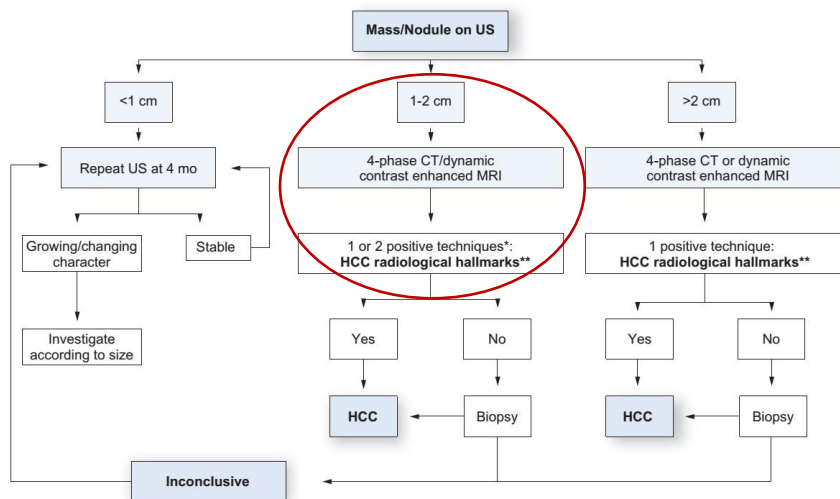 Mass/Nodule on US
<1 cm
1-2 cm
>2 cm
Repeat US at 4 mo
4-phase CT/dynamic
contrast enhanced MRI
4-phase CT or dynamic
contrast enhanced MRI
Growing/changing
character
Stable
1 or 2 positive techniques*:
HCC radiological hallmarks**
1 positive technique:
HCC radiological hallmarks**
Investigate
according to size
Yes
No
Yes
No
HCC
Biopsy
HCC
Biopsy
Inconclusive